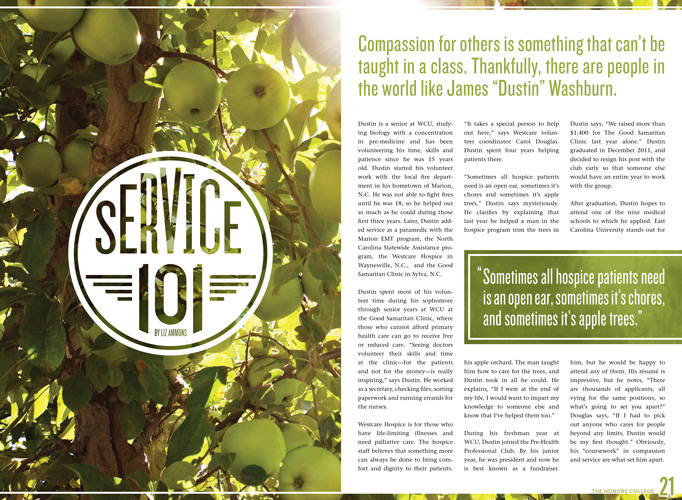 SERVICE
101
BY LIZ AMMONS
Compassion for others is something that can't be
taught in a class. Thankfully, there are people in
the world like James "Dustin" Washburn.
Dustin is a senior at WCU, study-
ing biology with a concentration
in pre-medicine and has been
volunteering his time, skills and
patience since he was 15 years
old. Dustin started his volunteer
work with the local fire depart-
ment in his hometown of Marion,
N.C. He was not able to fight fires
until he was 18, so he helped out
as much as he could during those
first three years. Later, Dustin add-
ed service as a paramedic with the
Marion EMT program, the North
Carolina Statewide Assistance pro-
gram, the Westcare Hospice in
Waynesville, N.C., and the Good
Samaritan Clinic in Sylva, N.C.
Dustin spent most of his volun-
teer time during his sophomore
through senior years at WCU at
the Good Samaritan Clinic, where
those who cannot afford primary
health care can go to receive free
or reduced care. "Seeing doctors
volunteer their skills and time
at the clinic—for the patients
and not for the money—is really
inspiring," says Dustin. He worked
as a secretary, checking files, sorting
paperwork and running errands for
the nurses.
Westcare Hospice is for those who
have life-limiting illnesses and
need palliative care. The hospice
staff believes that something more
can always be done to bring com-
fort and dignity to their patients.
"It takes a special person to help
out here," says Westcare volun-
teer coordinator Carol Douglas.
Dustin spent four years helping
patients there.
"Sometimes all hospice patients
need is an open ear, sometimes it's
chores and sometimes it's apple
trees," Dustin says mysteriously.
He clarifies by explaining that
last year he helped a man in the
hospice program trim the trees in
his apple orchard. The man taught
him how to care for the trees, and
Dustin took in all he could. He
explains, "If I were at the end of
my life, I would want to impart my
knowledge to someone else and
know that I've helped them too."
During his freshman year at
WCU, Dustin joined the Pre-Health
Professional Club. By his junior
year, he was president and now he
is best known as a fundraiser.
Dustin says, "We raised more than
$1,400 for The Good Samaritan
Clinic last year alone." Dustin
graduated in December 2011, and
decided to resign his post with the
club early so that someone else
would have an entire year to work
with the group.
After graduation, Dustin hopes to
attend one of the nine medical
schools to which he applied. East
Carolina University stands out for
"Sometimes all hospice patients need
is an open ear, sometimes it's chores,
and sometimes it's apple trees."
him, but he would be happy to
attend any of them. His résumé is
impressive, but he notes, "There
are thousands of applicants, all
vying for the same positions, so
what's going to set you apart?"
Douglas says, "If I had to pick
out anyone who cares for people
beyond any limits, Dustin would
be my first thought." Obviously,
his "coursework" in compassion
and service are what set him apart.
THE HONORS COLLEGE 21